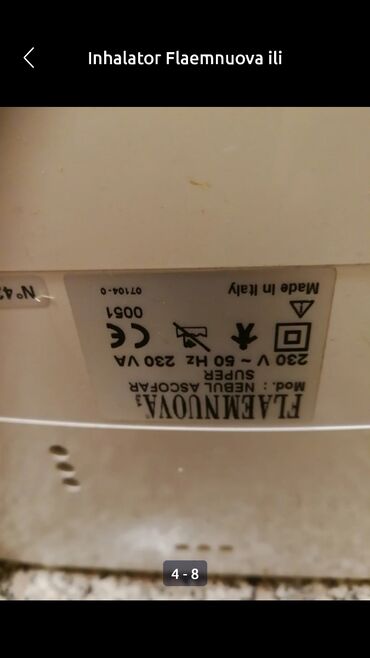 Inhalator Flaemnuova ili
FLAEMNUOVA
Mod.: NEBUL ASCOFAR
SUPER
230 V ~ 50 Hz 230 VA
CE
0051
Made in Italy
07104-0
4 - 8